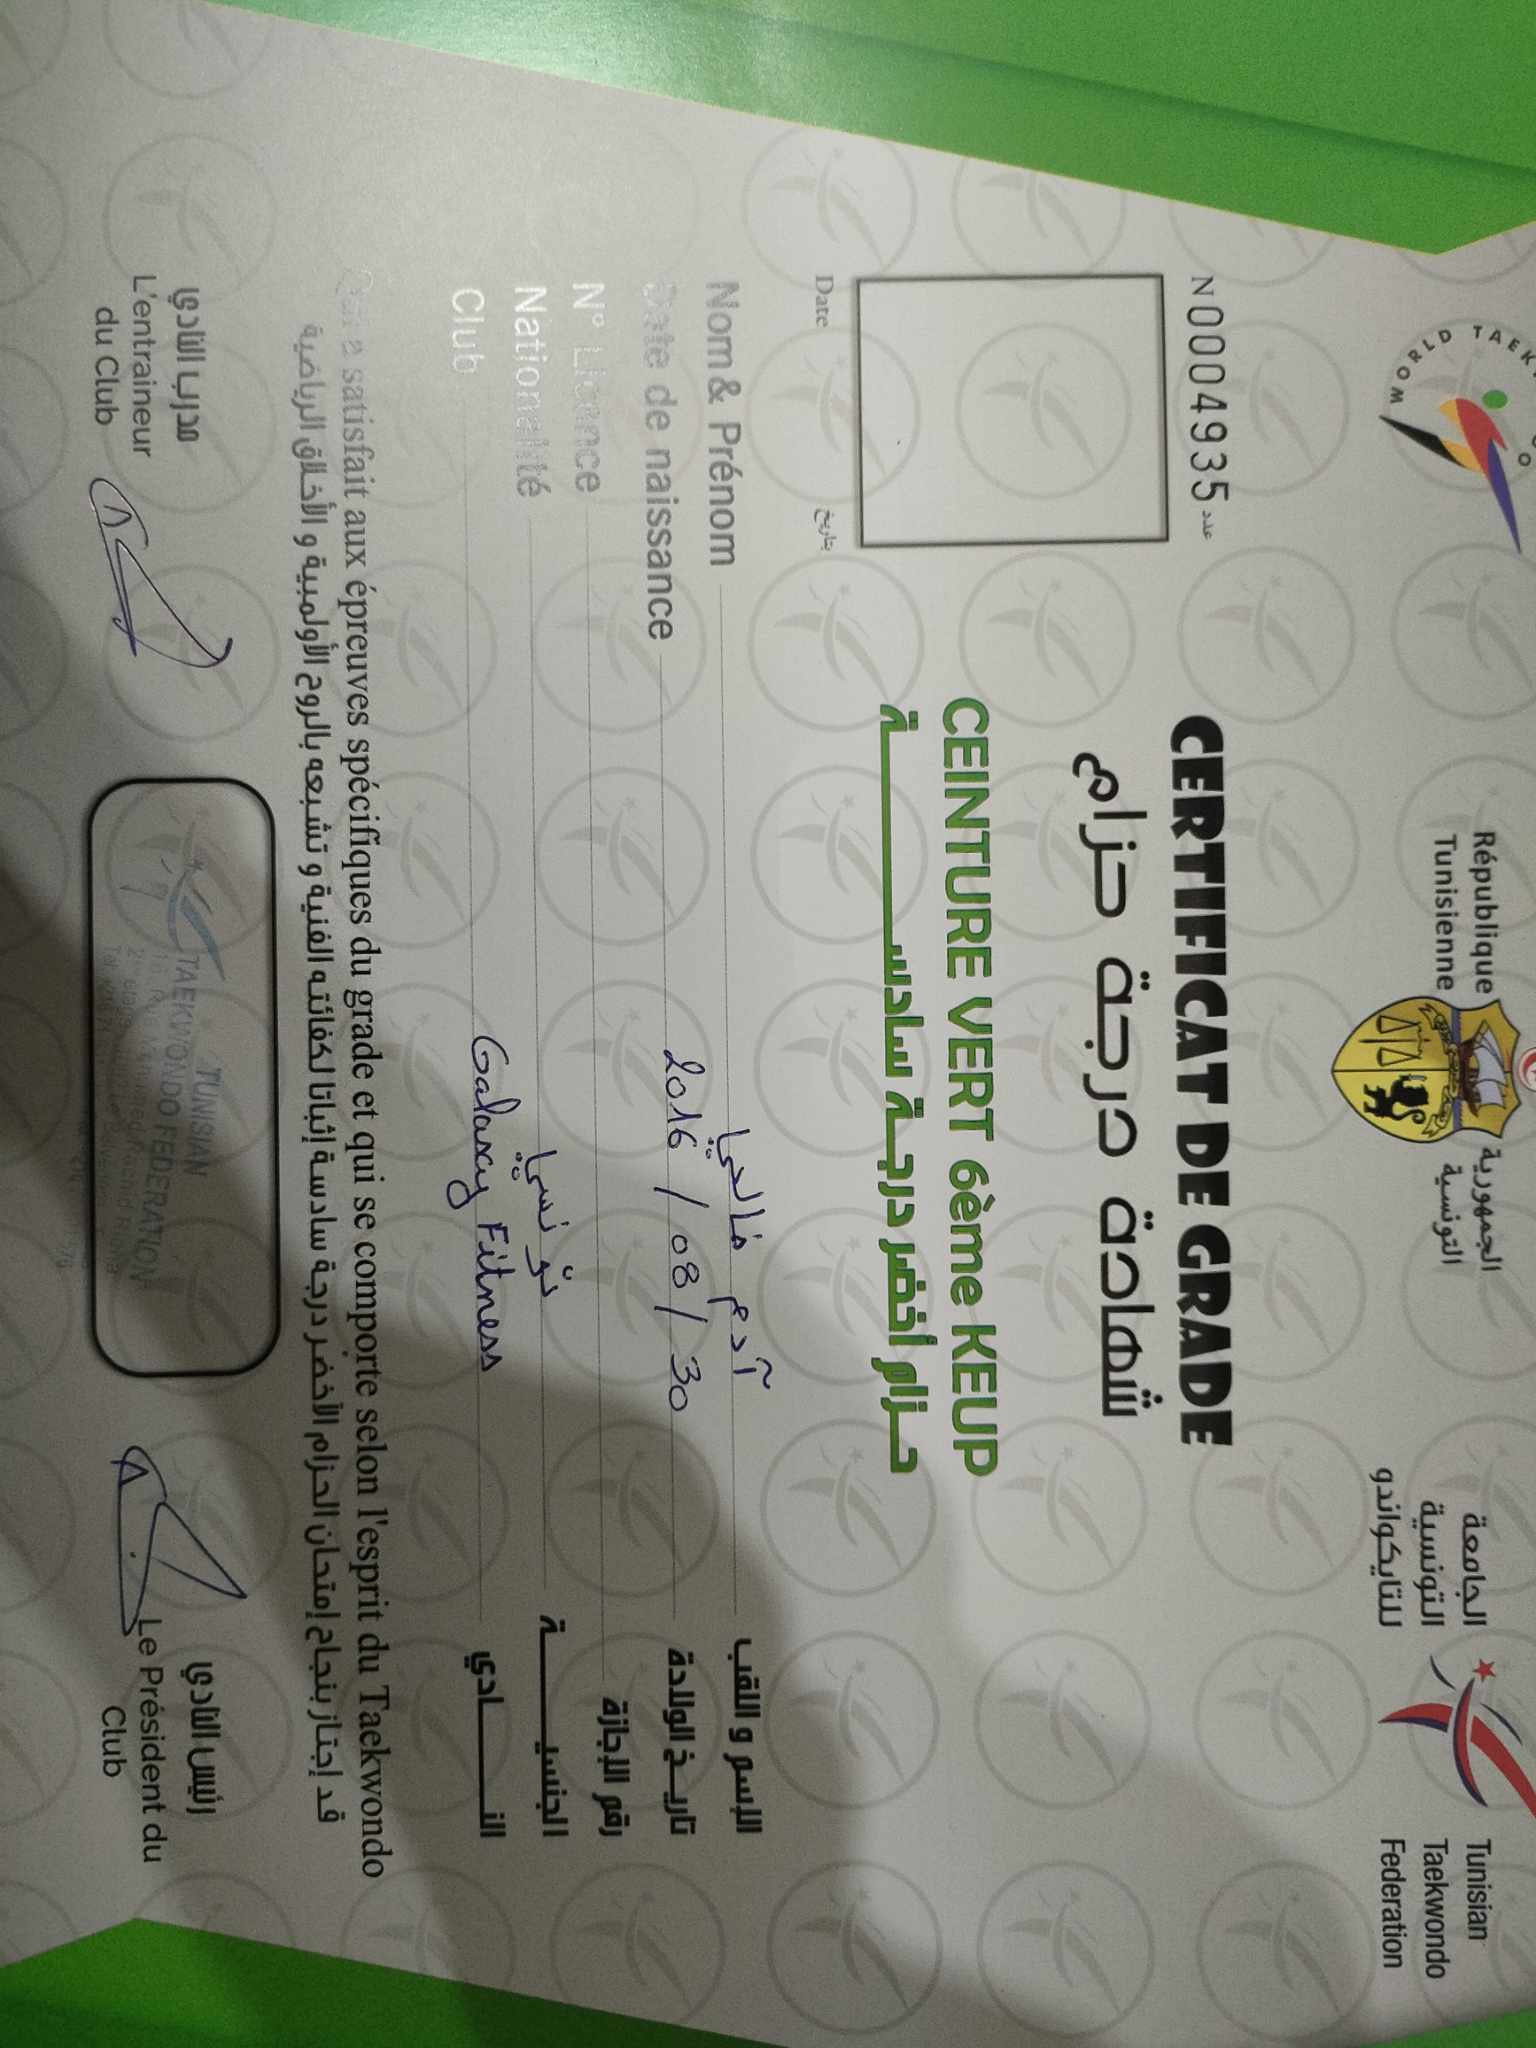 WORLD TAEK
République
Tunisienne
الجمهورية
التونسية
الجامعة
التونسية
للتايكواندو
Tunisian
Taekwondo
Federation
N 00004935 عدد
CERTIFICAT DE GRADE
شهادة درجة حزام
CEINTURE VERT 6ème KEUP
حزام أخضر درجة سادسة
Date بتاريخ
Nom & Prénom آدم الإسم و اللقب
Date de naissance 2016 / 08 / 30 تاريخ الولادة
N° Licence رقم الإجازة
Nationalité تونسي الجنسية
Club Galaxy Fitness النادي
Qui a satisfait aux épreuves spécifiques du grade et qui se comporte selon l'esprit du Taekwondo
قد إجتاز بنجاح إمتحان الحزام الأخضر درجة سادسة إثباتا لكفائته الفنية و تشبعه بالروح الأولمبية و الأخلاق الرياضية
مدرب النادي
L'entraineur
du Club
TUNISIAN
TAEKWONDO FEDERATION
رئيس النادي
Le Président du
Club